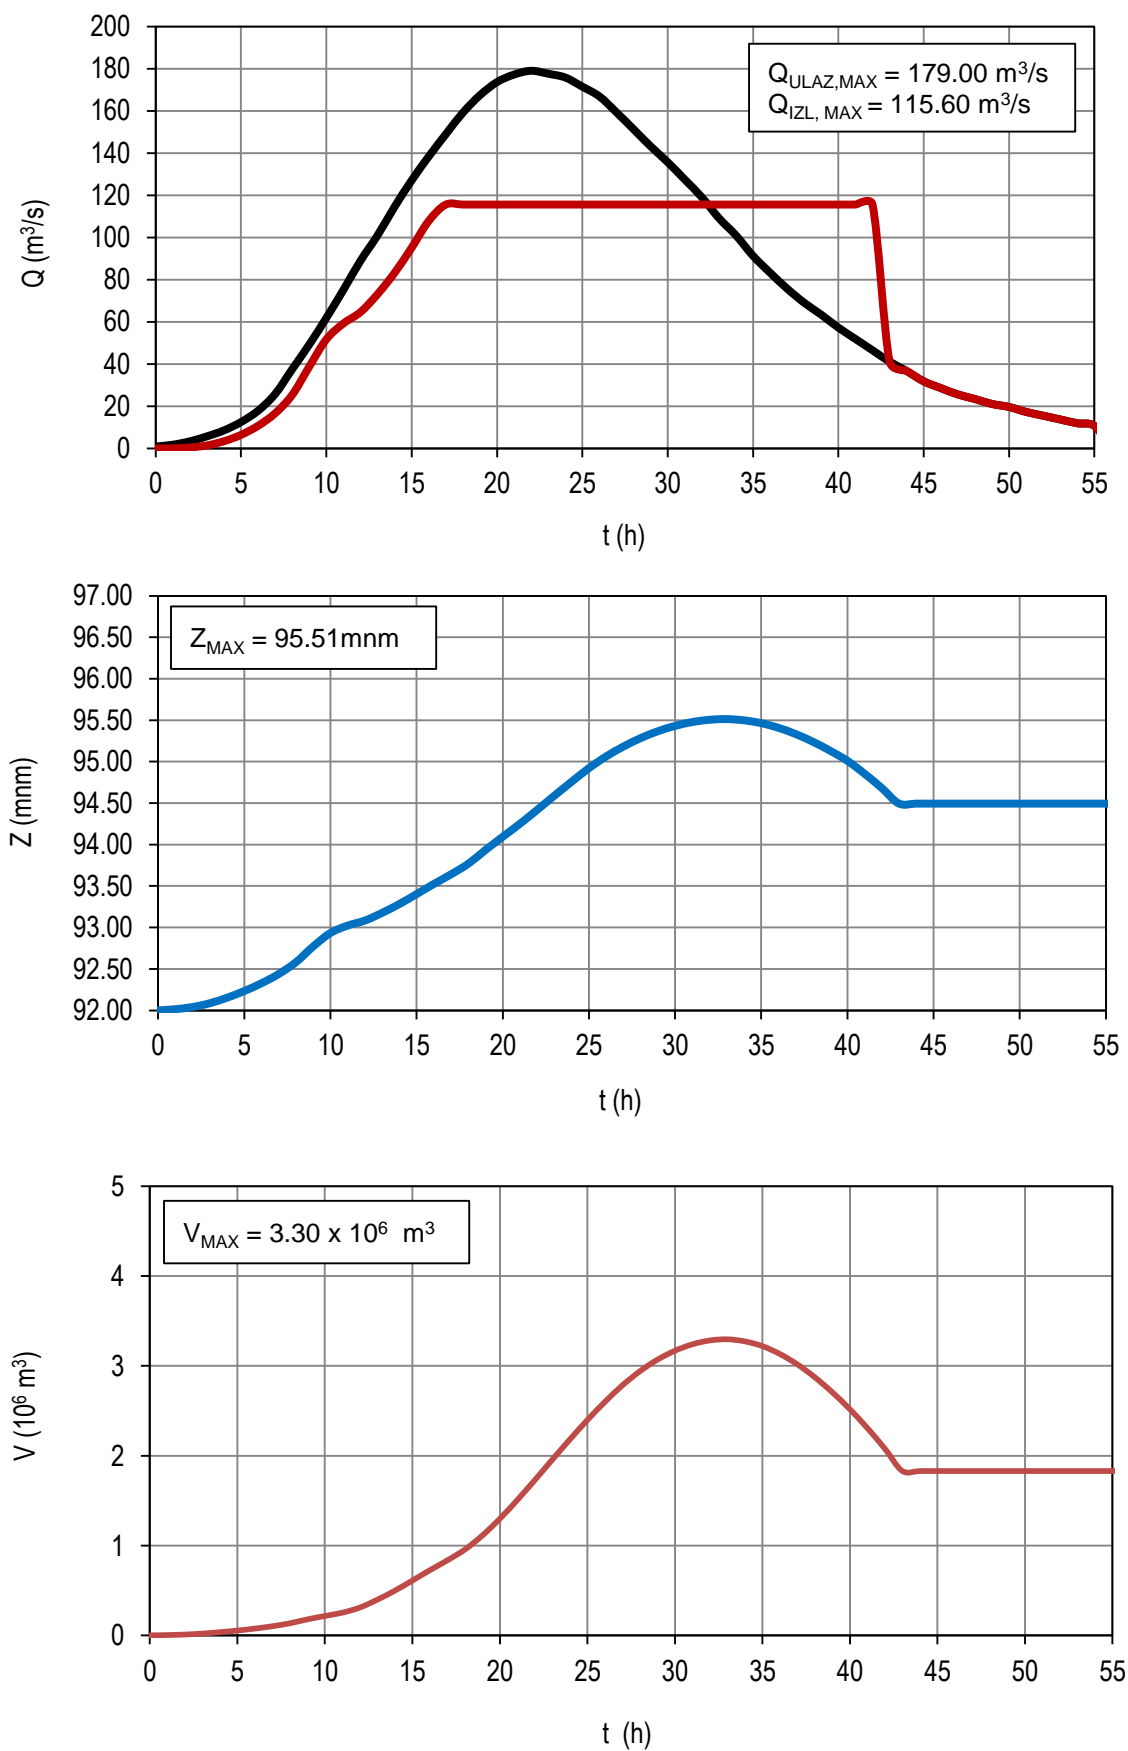 200
180
160
140
120
100
80
60
40
20
0
Q (m³/s)
Q_ULAZ,MAX = 179.00 m³/s
Q_IZL, MAX = 115.60 m³/s
0 5 10 15 20 25 30 35 40 45 50 55
t (h)
97.00
96.50
96.00
95.50
95.00
94.50
94.00
93.50
93.00
92.50
92.00
Z (mnm)
Z_MAX = 95.51mnm
0 5 10 15 20 25 30 35 40 45 50 55
t (h)
5
4
3
2
1
0
V (10⁶ m³)
V_MAX = 3.30 x 10⁶ m³
0 5 10 15 20 25 30 35 40 45 50 55
t (h)